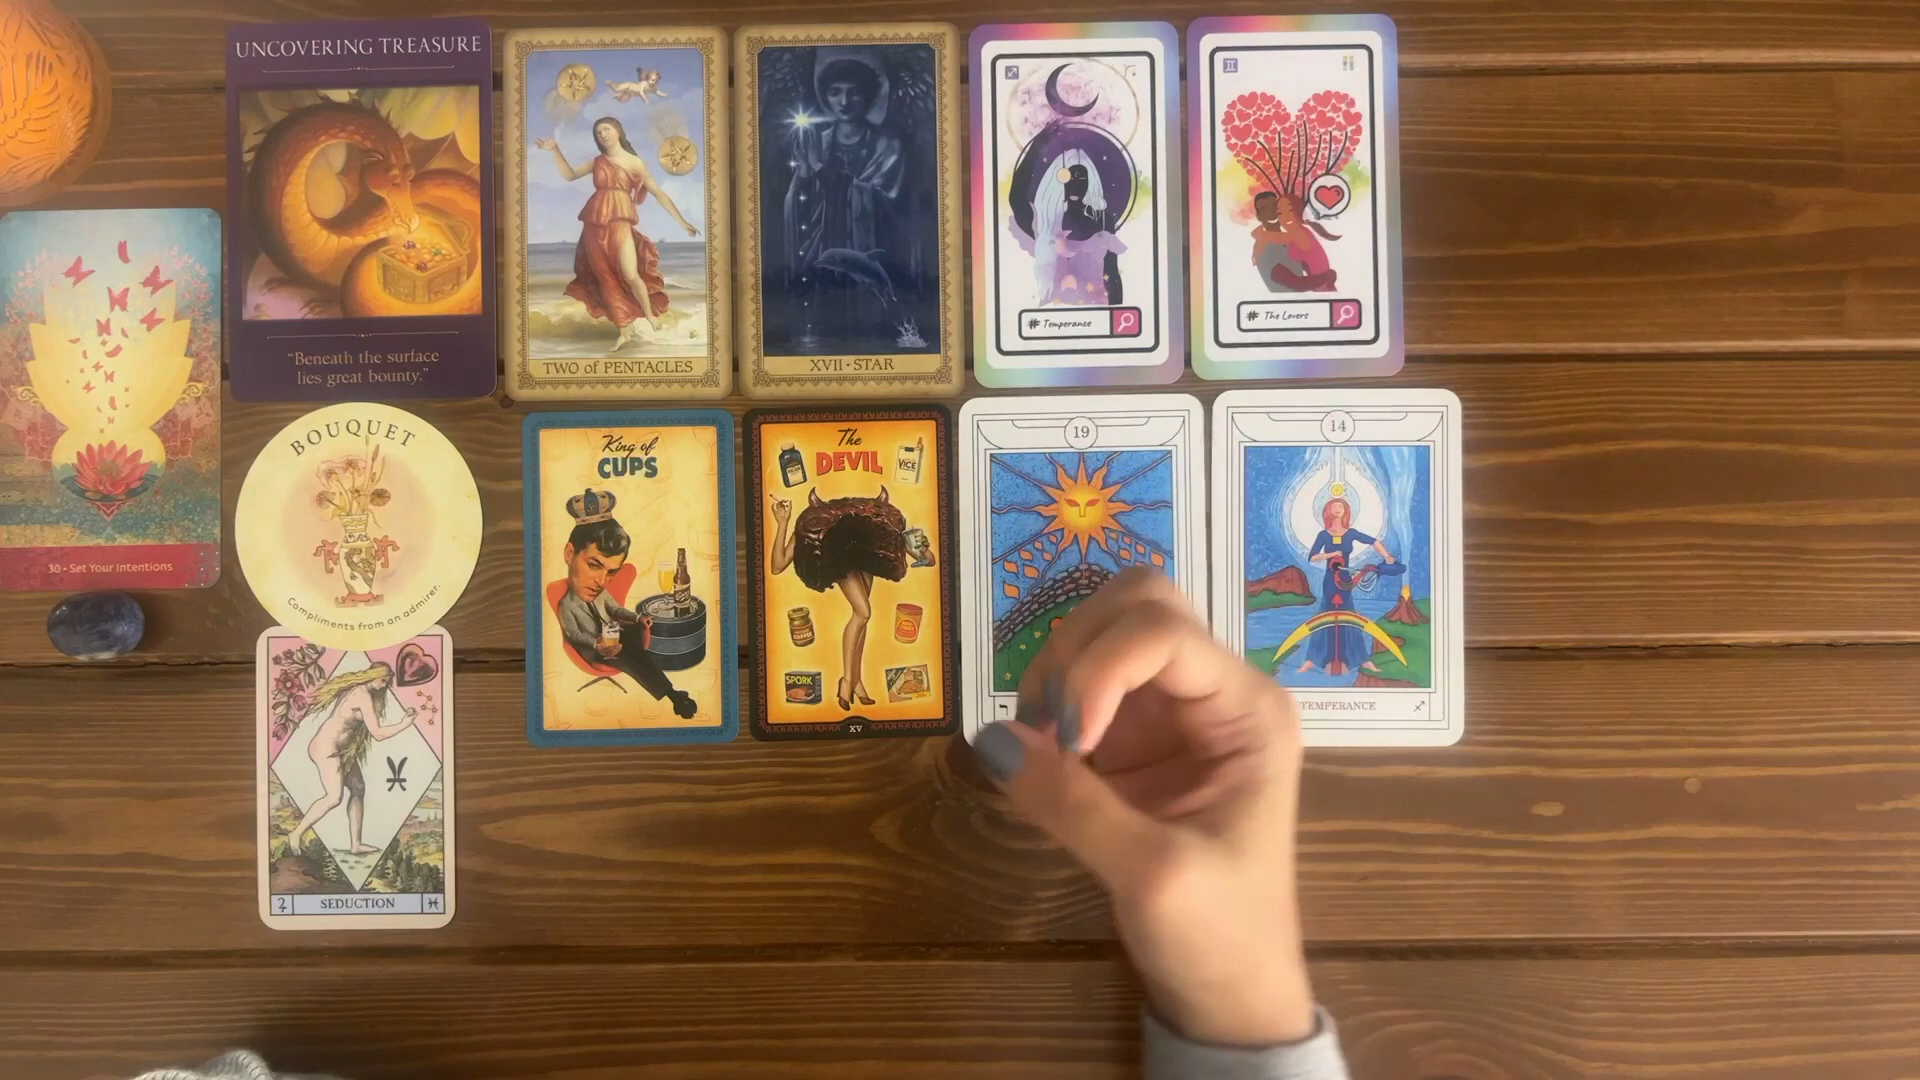 UNCOVERING TREASURE
"Beneath the surface
lies great bounty."
TWO of PENTACLES
XVII • STAR
# Temperance
# The Lovers
30 - Set Your Intentions
BOUQUET
Compliments from an admirer.
King of
CUPS
The
DEVIL
VICE
COFFEE
SPORK
XV
19
14
TEMPERANCE
SEDUCTION